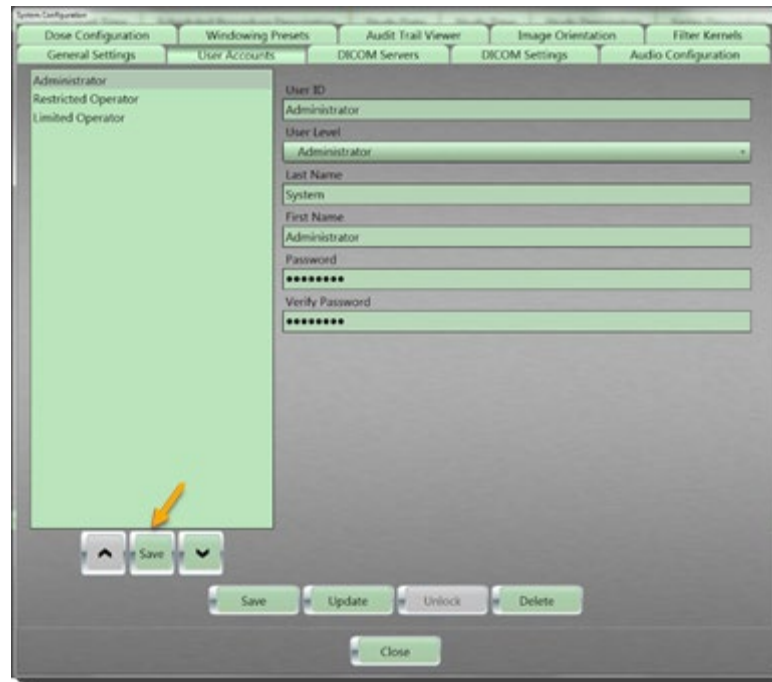 System Configuration
Dose Configuration Windowing Presets Audit Trail Viewer Image Orientation Filter Kernels
General Settings User Accounts DICOM Servers DICOM Settings Audio Configuration
Administrator
Restricted Operator
Limited Operator
User ID
Administrator
User Level
Administrator
Last Name
System
First Name
Administrator
Password
••••••••
Verify Password
••••••••
Save
Save Update Unlock Delete
Close